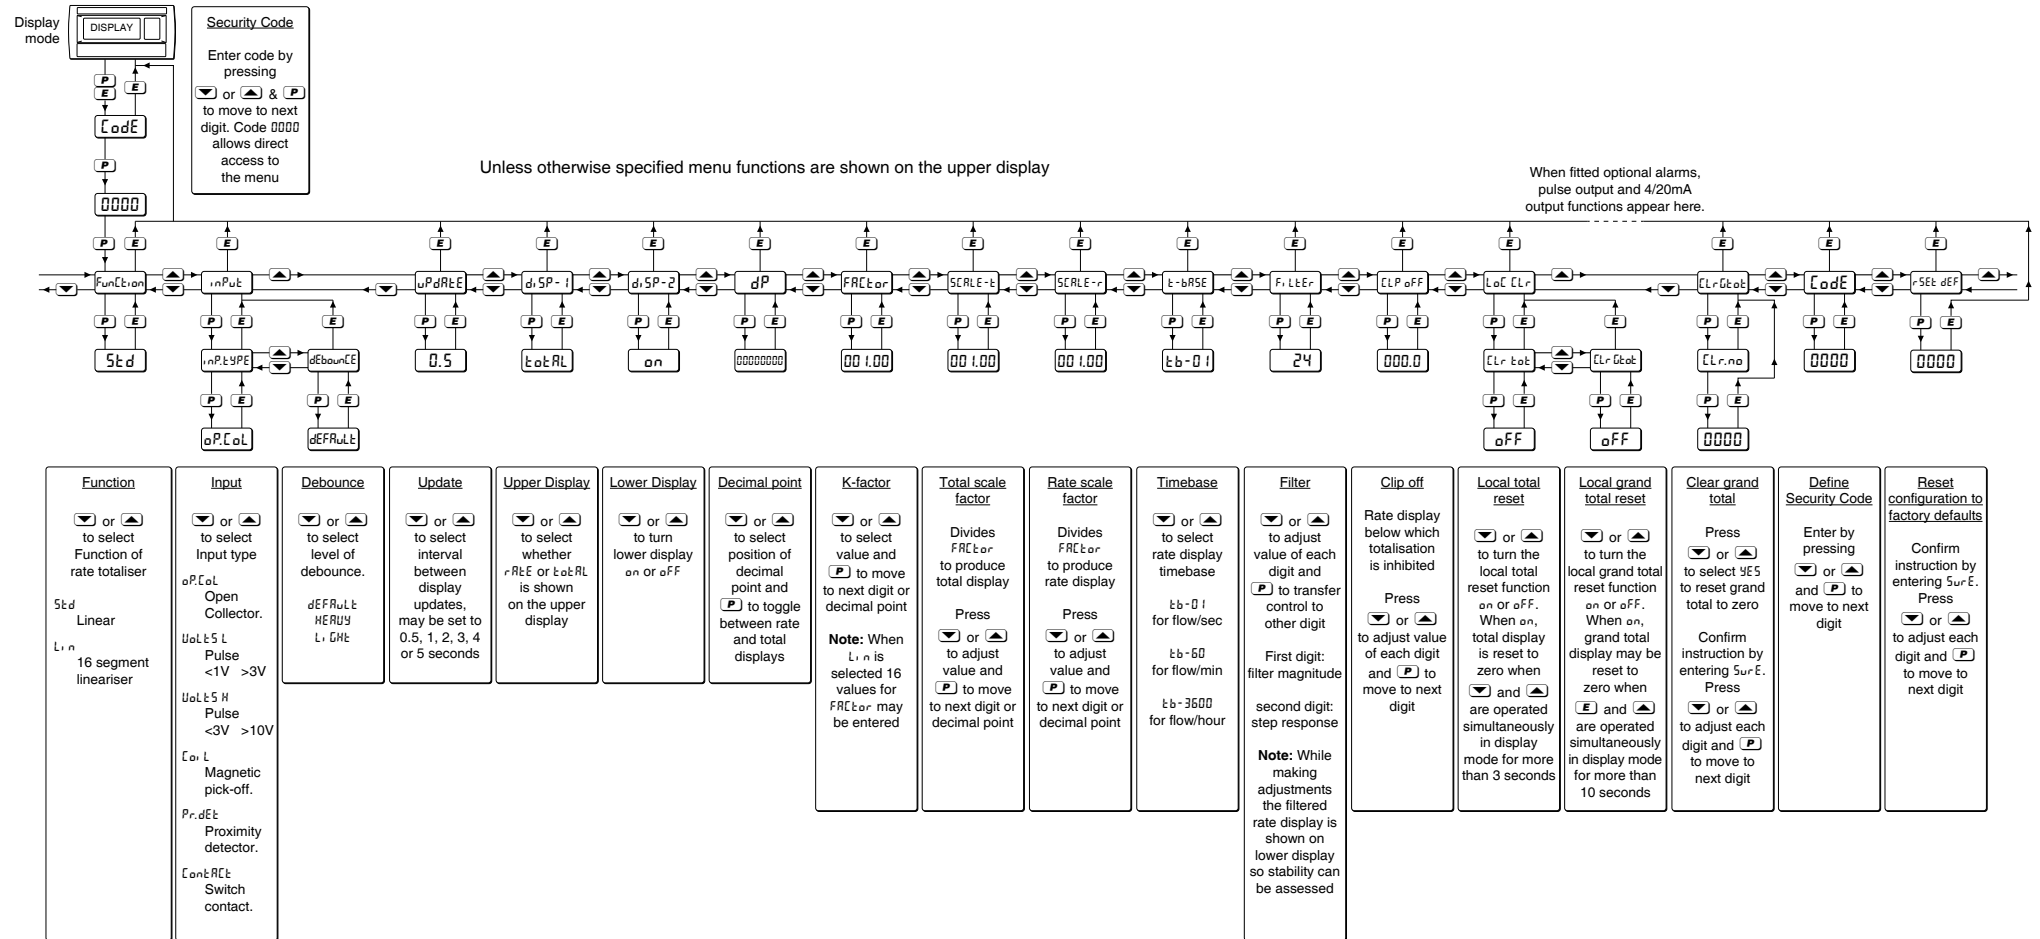 Display
mode
DISPLAY
P
E
E
CodE
P
0000
Security Code
Enter code by
pressing
▼ or ▲ & P
to move to next
digit. Code 0000
allows direct
access to
the menu
Unless otherwise specified menu functions are shown on the upper display
When fitted optional alarms,
pulse output and 4/20mA
output functions appear here.
P E E E E E E E E E E E E E E E E
FunCtion inPut uPdAtE diSP-1 diSP-2 dP FACtor SCALE-t SCALE-r t-bASE FiLtEr CLP oFF LoC CLr CLr Gtot CodE rSEt dEF
P E P E E P E P E P E P E P E P E P E P E P E P E P E E P E P E P E
Std inP.tYPE dEbounCE 0.5 totAL on 00000000 001.00 001.00 001.00 tb-01 24 000.0 CLr tot CLr Gtot CLr.no 0000 0000
P E P E P E P E P E
oP.CoL dEFAuLt oFF oFF 0000
Function
▼ or ▲
to select
Function of
rate totaliser
Std
Linear
Lin
16 segment
lineariser
Input
▼ or ▲
to select
Input type
oP.CoL
Open
Collector.
VoLtS L
Pulse
<1V >3V
VoLtS H
Pulse
<3V >10V
CoiL
Magnetic
pick-off.
Pr.dEt
Proximity
detector.
ContACt
Switch
contact.
Debounce
▼ or ▲
to select
level of
debounce.
dEFAuLt
HEAVY
LiGHt
Update
▼ or ▲
to select
interval
between
display
updates,
may be set to
0.5, 1, 2, 3, 4
or 5 seconds
Upper Display
▼ or ▲
to select
whether
rAtE or totAL
is shown
on the upper
display
Lower Display
▼ or ▲
to turn
lower display
on or oFF
Decimal point
▼ or ▲
to select
position of
decimal
point and
P to toggle
between rate
and total
displays
K-factor
▼ or ▲
to select
value and
P to move
to next digit or
decimal point
Note: When
Lin is
selected 16
values for
FACtor may
be entered
Total scale
factor
Divides
FACtor
to produce
total display
Press
▼ or ▲
to adjust
value and
P to move
to next digit or
decimal point
Rate scale
factor
Divides
FACtor
to produce
rate display
Press
▼ or ▲
to adjust
value and
P to move
to next digit or
decimal point
Timebase
▼ or ▲
to select
rate display
timebase
tb-01
for flow/sec
tb-60
for flow/min
tb-3600
for flow/hour
Filter
▼ or ▲
to adjust
value of each
digit and
P to transfer
control to
other digit
First digit:
filter magnitude
second digit:
step response
Note: While
making
adjustments
the filtered
rate display is
shown on
lower display
so stability can
be assessed
Clip off
Rate display
below which
totalisation
is inhibited
Press
▼ or ▲
to adjust value
of each digit
and P to
move to next
digit
Local total
reset
▼ or ▲
to turn the
local total
reset function
on or oFF.
When on,
total display
is reset to
zero when
▼ and ▲
are operated
simultaneously
in display
mode for more
than 3 seconds
Local grand
total reset
▼ or ▲
to turn the
local grand total
reset function
on or oFF.
When on,
grand total
display may be
reset to
zero when
E and ▲
are operated
simultaneously
in display mode
for more than
10 seconds
Clear grand
total
Press
▼ or ▲
to select YES
to reset grand
total to zero
Confirm
instruction by
entering SurE.
Press
▼ or ▲
to adjust each
digit and P
to move to
next digit
Define
Security Code
Enter by
pressing
▼ or ▲
and P to
move to next
digit
Reset
configuration to
factory defaults
Confirm
instruction by
entering SurE.
Press
▼ or ▲
to adjust each
digit and P
to move to
next digit